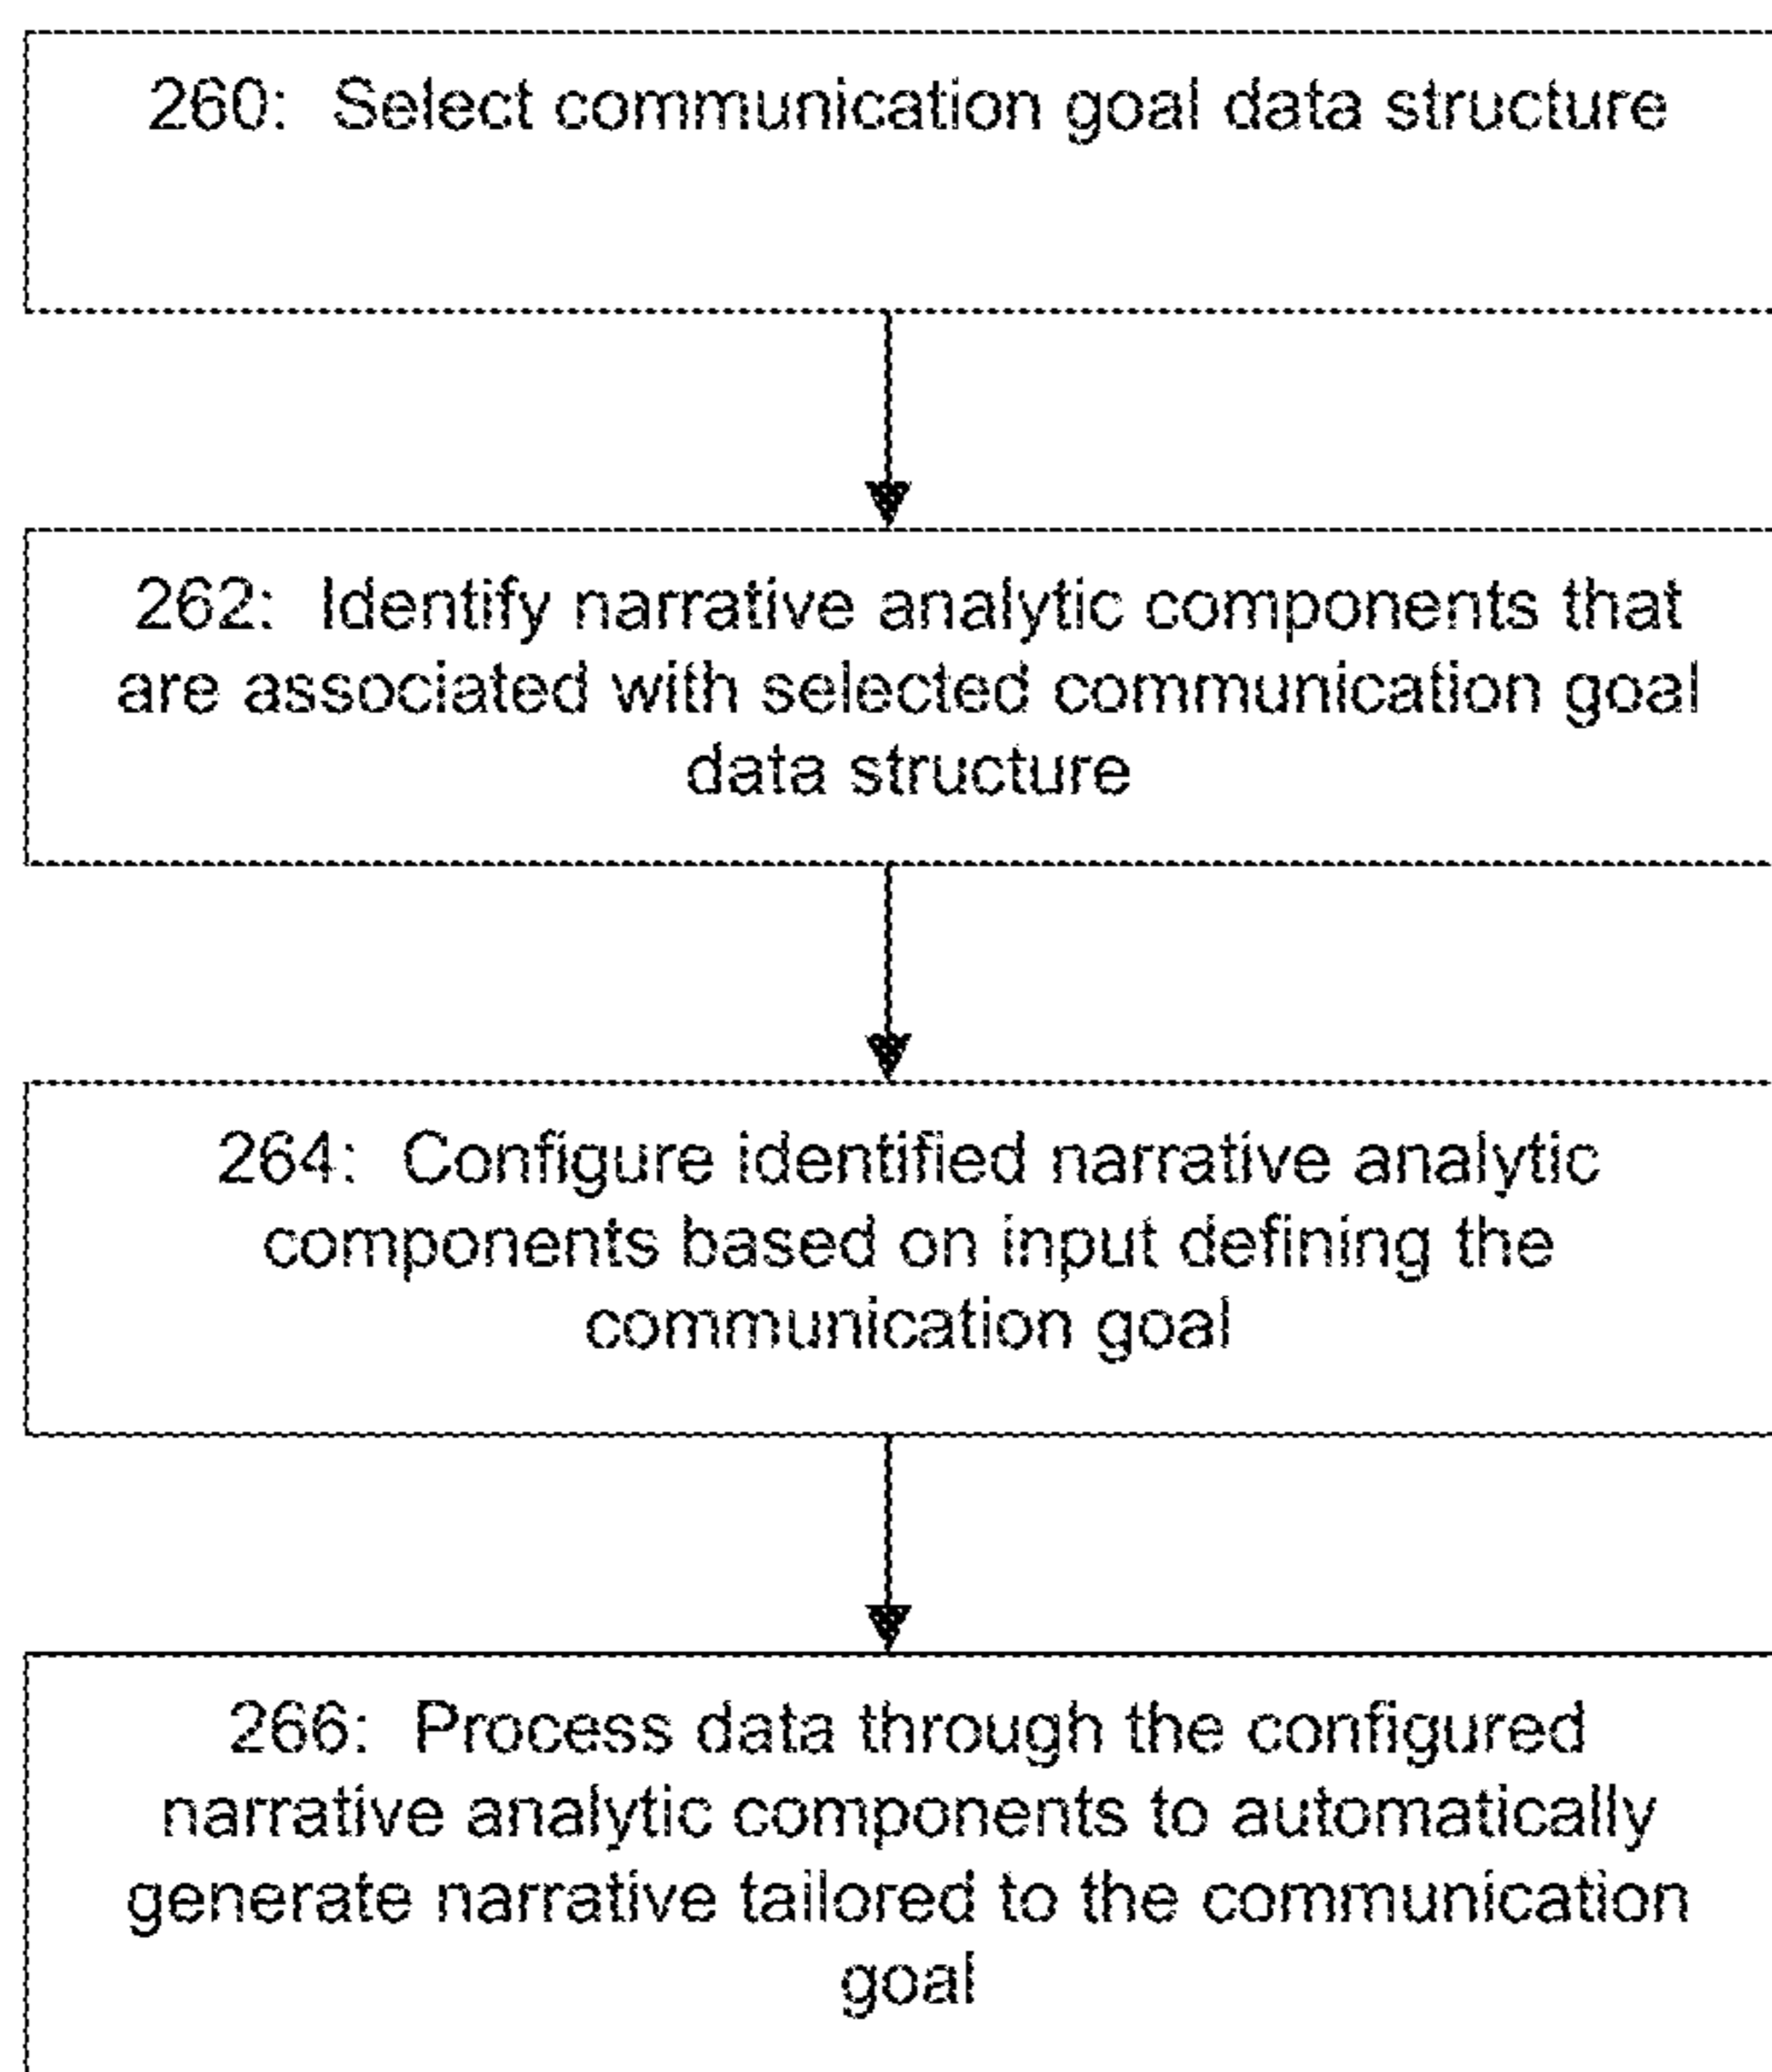 260: Select communication goal data structure
262: Identify narrative analytic components that
are associated with selected communication goal
data structure
264: Configure identified narrative analytic
components based on input defining the
communication goal
266: Process data through the configured
narrative analytic components to automatically
generate narrative tailored to the communication
goal